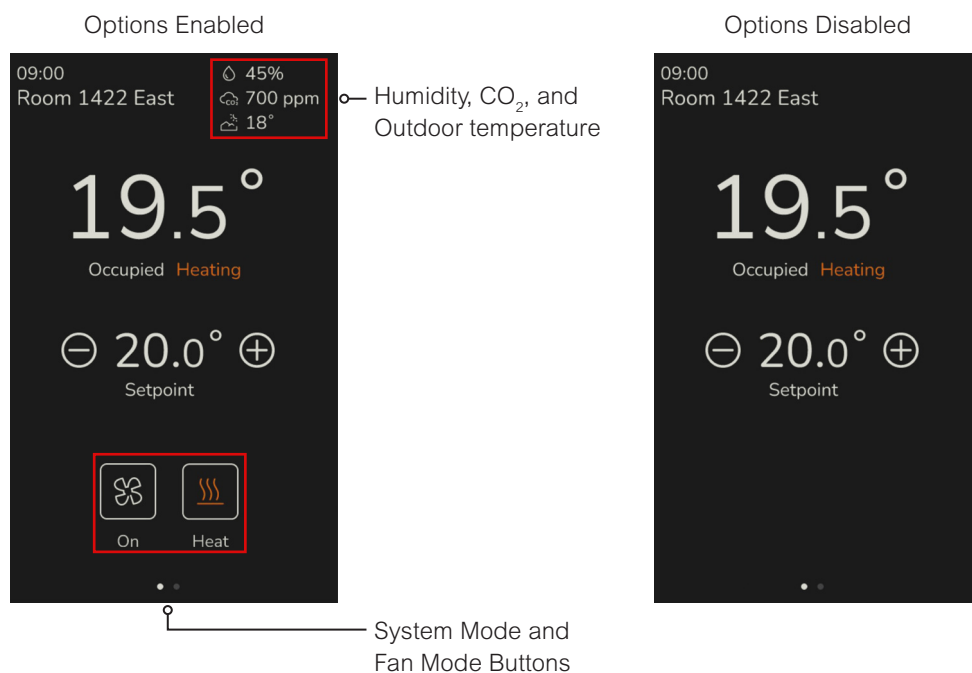 Options Enabled
09:00
Room 1422 East
45%
CO₂ 700 ppm
18°
Humidity, CO₂, and
Outdoor temperature
19.5°
Occupied Heating
20.0°
Setpoint
On Heat
System Mode and
Fan Mode Buttons
Options Disabled
09:00
Room 1422 East
19.5°
Occupied Heating
20.0°
Setpoint